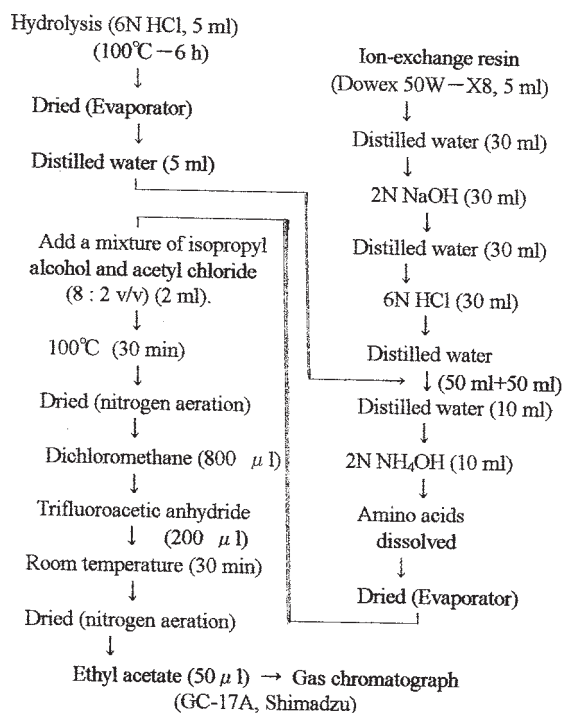 Hydrolysis (6N HCl, 5 ml)
(100℃－6 h)
↓
Dried (Evaporator)
↓
Distilled water (5 ml)
Ion-exchange resin
(Dowex 50W－X8, 5 ml)
↓
Distilled water (30 ml)
↓
2N NaOH (30 ml)
↓
Distilled water (30 ml)
↓
6N HCl (30 ml)
↓
Distilled water
↓ (50 ml+50 ml)
Distilled water (10 ml)
↓
2N NH₄OH (10 ml)
↓
Amino acids
dissolved
↓
Dried (Evaporator)
Add a mixture of isopropyl
alcohol and acetyl chloride
(8 : 2 v/v) (2 ml).
↓
100℃ (30 min)
↓
Dried (nitrogen aeration)
↓
Dichloromethane (800 μl)
↓
Trifluoroacetic anhydride
↓ (200 μl)
Room temperature (30 min)
↓
Dried (nitrogen aeration)
↓
Ethyl acetate (50 μl) → Gas chromatograph
(GC-17A, Shimadzu)